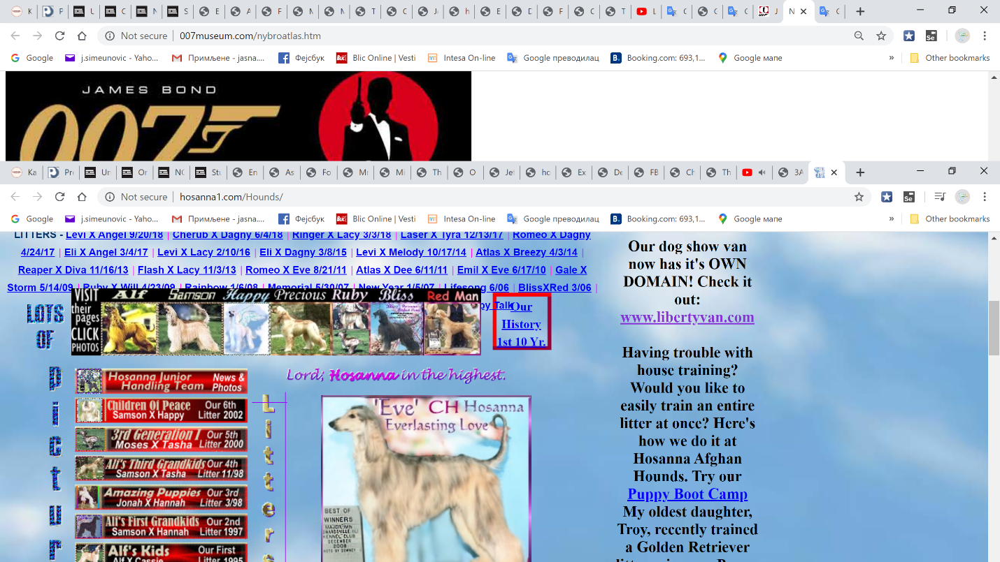 K
P
U
C
N
S
E
A
F
N
N
T
C
J
h
E
D
F
C
T
L
C
C
C
J
N
C
Not secure 007museum.com/nybroatlas.htm
Google j.simeunovic - Yaho... Примљене - jasna.... Фејсбук Blic Online | Vesti Intesa On-line Google преводилац Booking.com: 693,1... Google мапе » Other bookmarks
JAMES BOND
007
Ka Pro Un Or NC Stu En As Fo Mr Mi Th O Jet ho Ex De FB Ch Th ЗА
Not secure hosanna1.com/Hounds/
Google j.simeunovic - Yaho... Примљене - jasna.... Фејсбук Blic Online | Vesti Intesa On-line Google преводилац Booking.com: 693,1... Google мапе » Other bookmarks
LITTERS - Levi X Angel 9/20/18 | Cherub X Dagny 6/4/18 | Ringer X Lacy 3/3/18 | Laser X Tyra 12/13/17 | Romeo X Dagny
4/24/17 | Eli X Angel 3/4/17 | Levi X Lacy 2/10/16 | Eli X Dagny 3/8/15 | Levi X Melody 10/17/14 | Atlas X Breezy 4/3/14 |
Reaper X Diva 11/16/13 | Flash X Lacy 11/3/13 | Romeo X Eve 8/21/11 | Atlas X Dee 6/11/11 | Emil X Eve 6/17/10 | Gale X
Storm 5/14/09 | Ruby X Will 4/23/09 | Rainbow 1/6/08 | Memorial 5/30/07 | New Year 1/5/07 | Lifesong 6/06 | BlissXRed 3/06 |
py Talk
LOTS
OF
VISIT
their
pages
CLICK
PHOTOS
Alf Samson Happy Precious Ruby Bliss Red Man
Our
History
1st 10 Yr.
p
i
c
t
u
r
Hosanna Junior
Handling Team
News &
Photos
Children Of Peace Our 6th
Samson X Happy Litter 2002
3rd Generation Our 5th
Moses X Tasha Litter 2000
Alf's Third Grandkids Our 4th
Samson X Tasha Litter 11/98
Amazing Puppies Our 3rd
Jonah X Hannah Litter 3/98
Alf's First Grandkids Our 2nd
Samson X Hannah Litter 1997
Alf's Kids Our First
Alf X Cassie Litter 1995
L
i
t
t
e
r
s
Lord; Hosanna in the highest.
'Eve' CH Hosanna
Everlasting Love
BEST OF
WINNERS
MAJOR WIN
KENNEL CLUB
DECEMBER
2008
Our dog show van
now has it's OWN
DOMAIN! Check it
out:
www.libertyvan.com
Having trouble with
house training?
Would you like to
easily train an entire
litter at once? Here's
how we do it at
Hosanna Afghan
Hounds. Try our
Puppy Boot Camp
My oldest daughter,
Troy, recently trained
a Golden Retriever